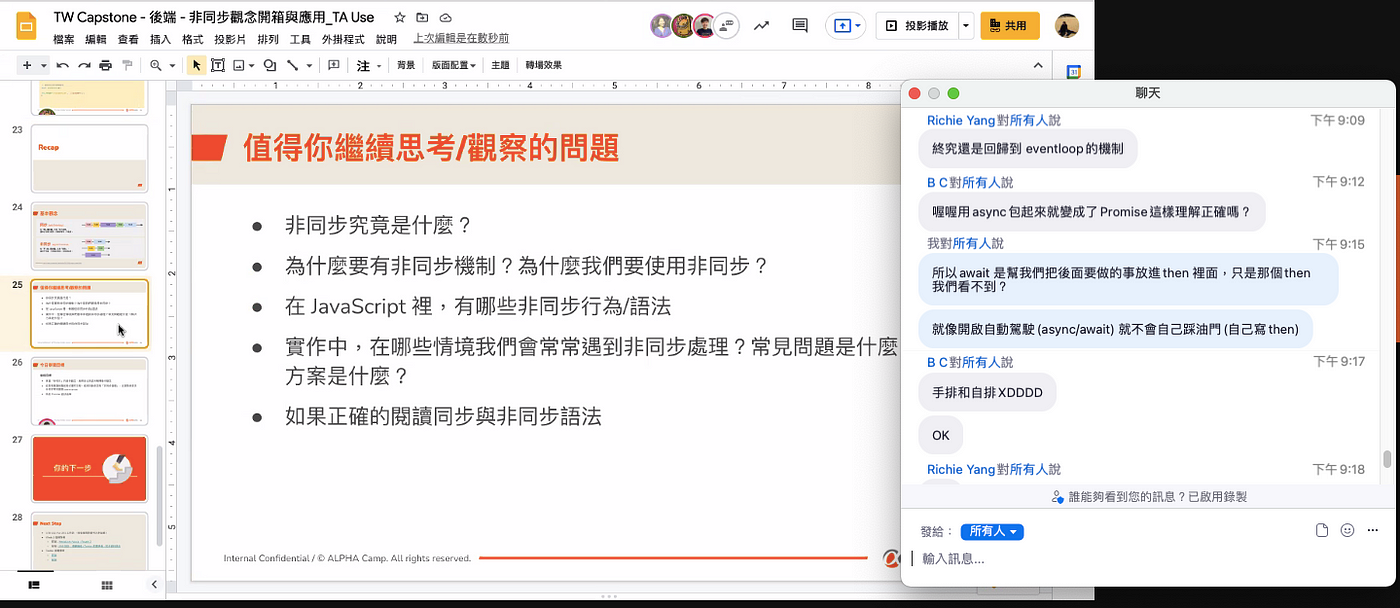 TW Capstone - 後端 - 非同步觀念開箱與應用_TA Use
檔案 編輯 查看 插入 格式 投影片 排列 工具 外掛程式 說明 上次編輯是在數秒前
投影播放
共用
注
背景 版面配置 主題 轉場效果
31
1 2 3 4 5 6 7 8
1
2
3
4
5
23
Recap
24
基本觀念
25
值得你繼續思考/觀察的問題
26
27
你的下一步
28
Next Step
值得你繼續思考/觀察的問題
● 非同步究竟是什麼？
● 為什麼要有非同步機制？為什麼我們要使用非同步？
● 在 JavaScript 裡，有哪些非同步行為/語法
● 實作中，在哪些情境我們會常常遇到非同步處理？常見問題是什麼
方案是什麼？
● 如果正確的閱讀同步與非同步語法
Internal Confidential / © ALPHA Camp. All rights reserved.
聊天
Richie Yang對所有人說 下午 9:09
終究還是回歸到 eventloop 的機制
B C對所有人說 下午 9:12
喔喔用 async 包起來就變成了 Promise 這樣理解正確嗎？
我對所有人說 下午 9:15
所以 await 是幫我們把後面要做的事放進 then 裡面，只是那個 then
我們看不到？
就像開啟自動駕駛 (async/await) 就不會自己踩油門 (自己寫 then)
B C對所有人說 下午 9:17
手排和自排 XDDDD
OK
Richie Yang對所有人說 下午 9:18
誰能夠看到您的訊息？已啟用錄製
發給： 所有人
輸入訊息...